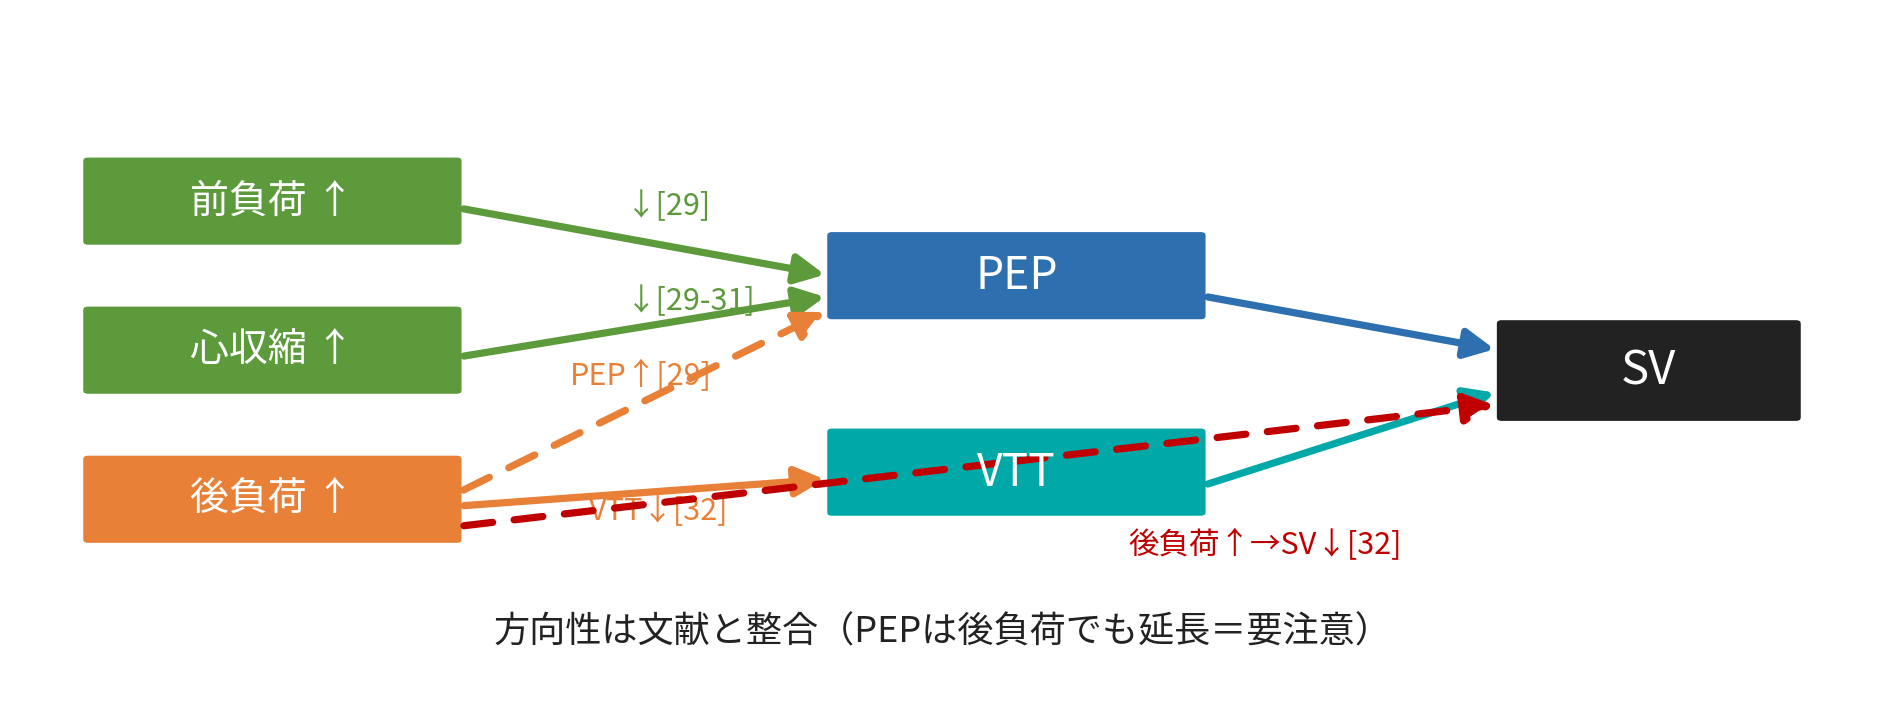 前負荷 ↑
↓[29]
PEP
心収縮 ↑
↓[29-31]
SV
PEP↑[29]
後負荷 ↑
VTT
VTT↓[32]
後負荷↑→SV↓[32]
方向性は文献と整合（PEPは後負荷でも延長＝要注意）